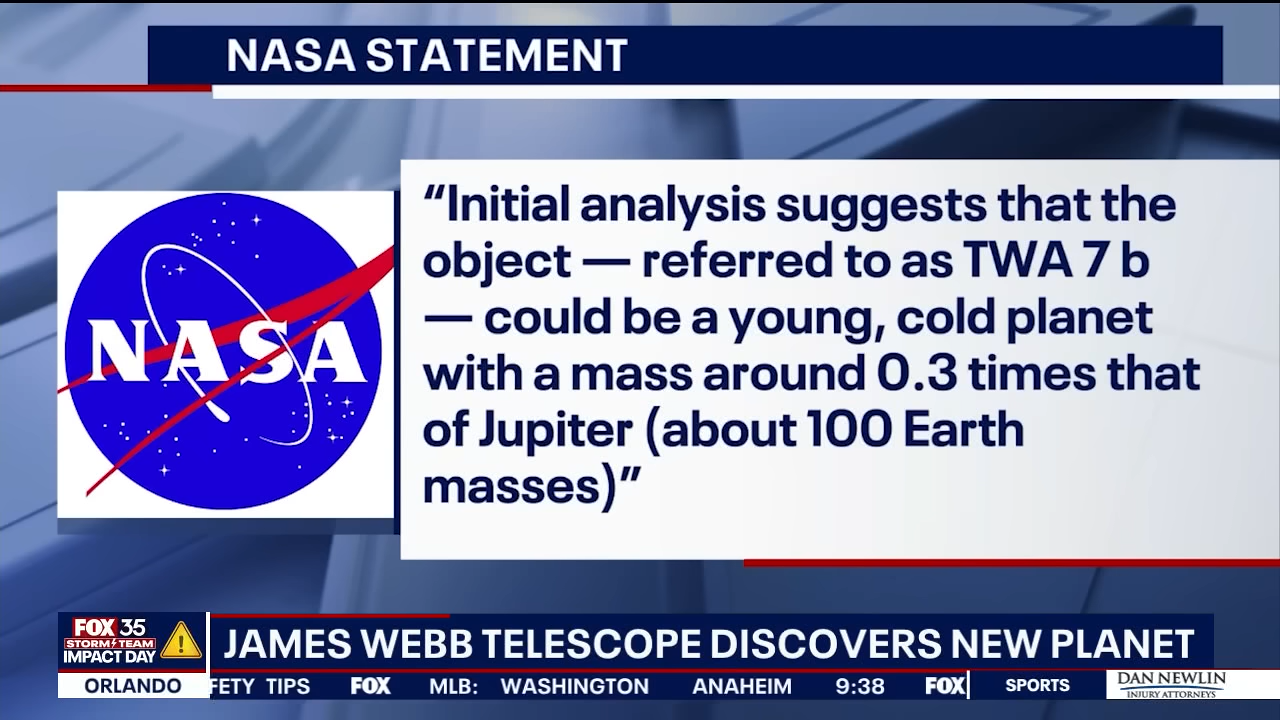 NASA STATEMENT
NASA
“Initial analysis suggests that the
object — referred to as TWA 7 b
— could be a young, cold planet
with a mass around 0.3 times that
of Jupiter (about 100 Earth
masses)”
FOX 35
STORM TEAM
IMPACT DAY
JAMES WEBB TELESCOPE DISCOVERS NEW PLANET
ORLANDO
FETY TIPS FOX MLB: WASHINGTON ANAHEIM 9:38 FOX
SPORTS
DAN NEWLIN
INJURY ATTORNEYS